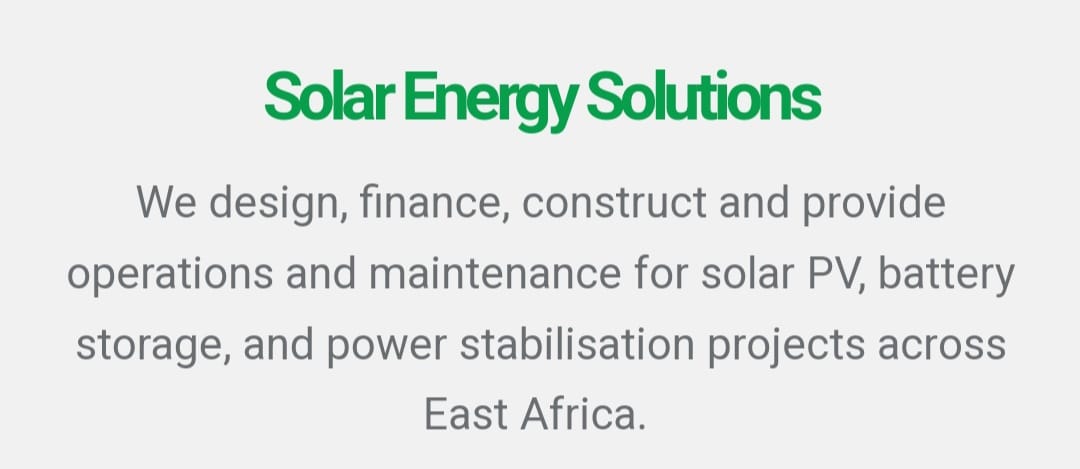 Solar Energy Solutions
We design, finance, construct and provide
operations and maintenance for solar PV, battery
storage, and power stabilisation projects across
East Africa.